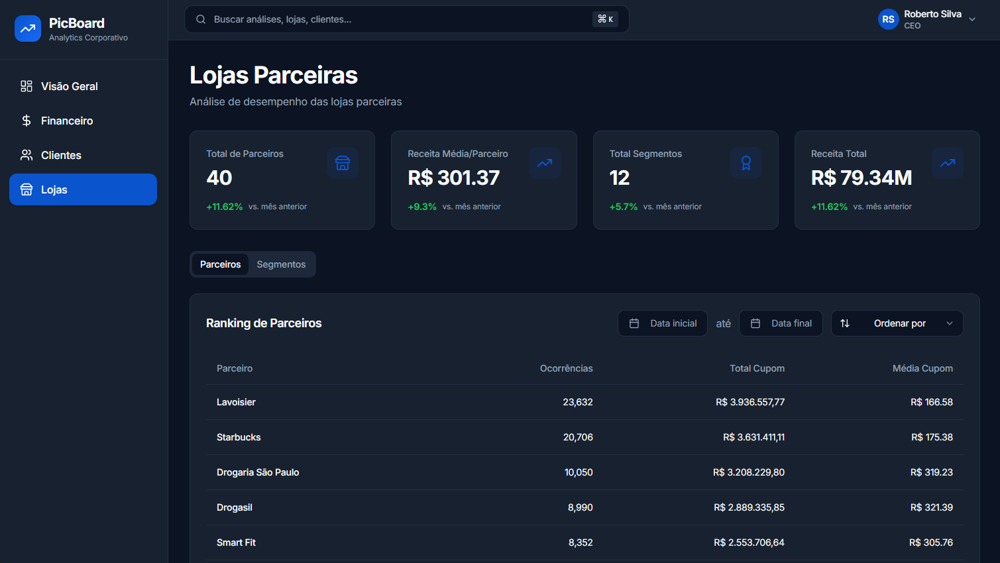 PicBoard
Analytics Corporativo
Buscar análises, lojas, clientes...
⌘ K
RS
Roberto Silva
CEO
Visão Geral
Financeiro
Clientes
Lojas
Lojas Parceiras
Análise de desempenho das lojas parceiras
Total de Parceiros
40
+11.62% vs. mês anterior
Receita Média/Parceiro
R$ 301.37
+9.3% vs. mês anterior
Total Segmentos
12
+5.7% vs. mês anterior
Receita Total
R$ 79.34M
+11.62% vs. mês anterior
Parceiros Segmentos
Ranking de Parceiros
Data inicial até Data final Ordenar por
Parceiro Ocorrências Total Cupom Média Cupom
Lavoisier 23,632 R$ 3.936.557,77 R$ 166.58
Starbucks 20,706 R$ 3.631.411,11 R$ 175.38
Drogaria São Paulo 10,050 R$ 3.208.229,80 R$ 319.23
Drogasil 8,990 R$ 2.889.335,85 R$ 321.39
Smart Fit 8,352 R$ 2.553.706,64 R$ 305.76